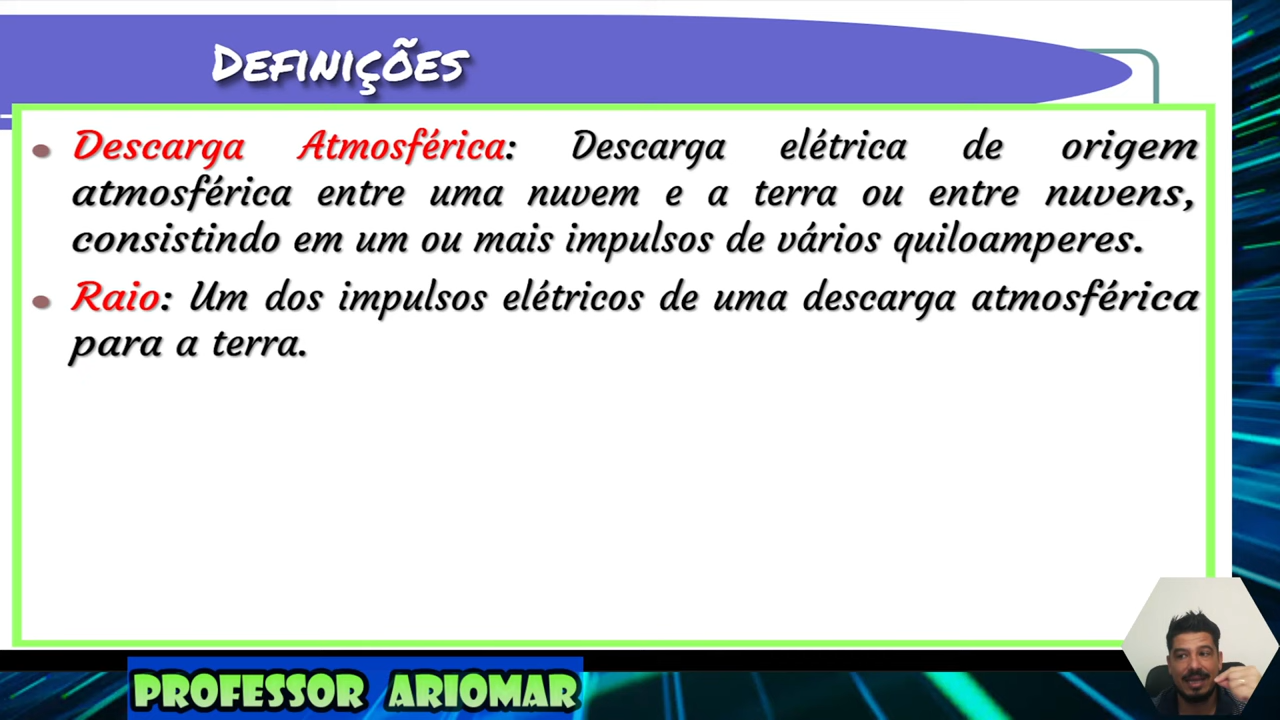 Definições
Descarga Atmosférica: Descarga elétrica de origem
atmosférica entre uma nuvem e a terra ou entre nuvens,
consistindo em um ou mais impulsos de vários quiloamperes.
Raio: Um dos impulsos elétricos de uma descarga atmosférica
para a terra.
PROFESSOR ARIOMAR